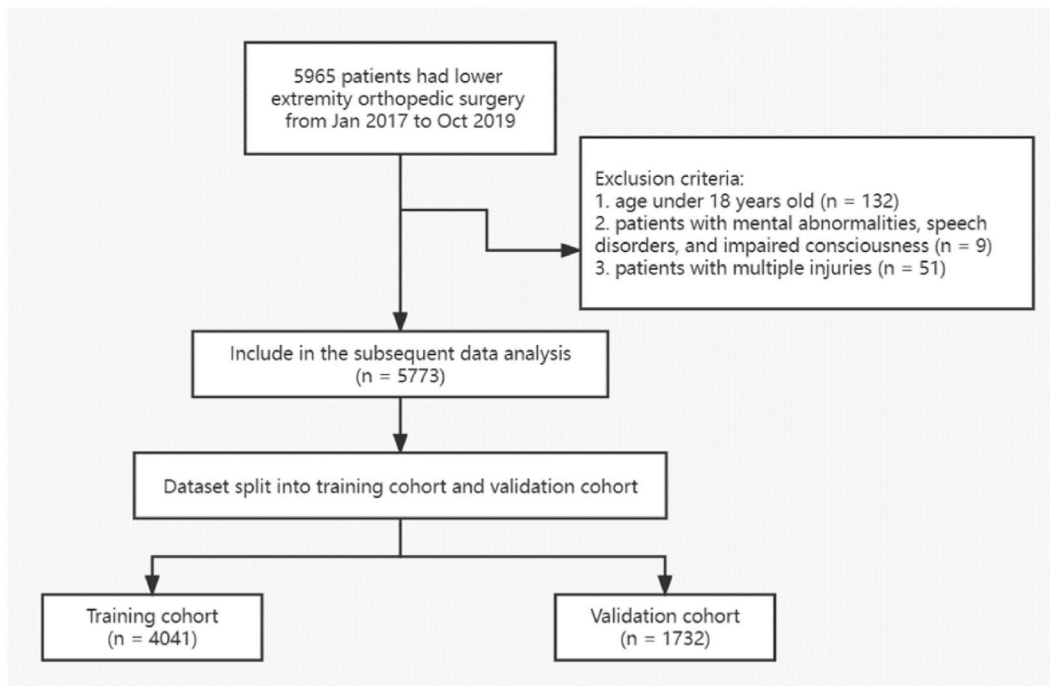 5965 patients had lower
extremity orthopedic surgery
from Jan 2017 to Oct 2019
Exclusion criteria:
1. age under 18 years old (n = 132)
2. patients with mental abnormalities, speech
disorders, and impaired consciousness (n = 9)
3. patients with multiple injuries (n = 51)
Include in the subsequent data analysis
(n = 5773)
Dataset split into training cohort and validation cohort
Training cohort
(n = 4041)
Validation cohort
(n = 1732)